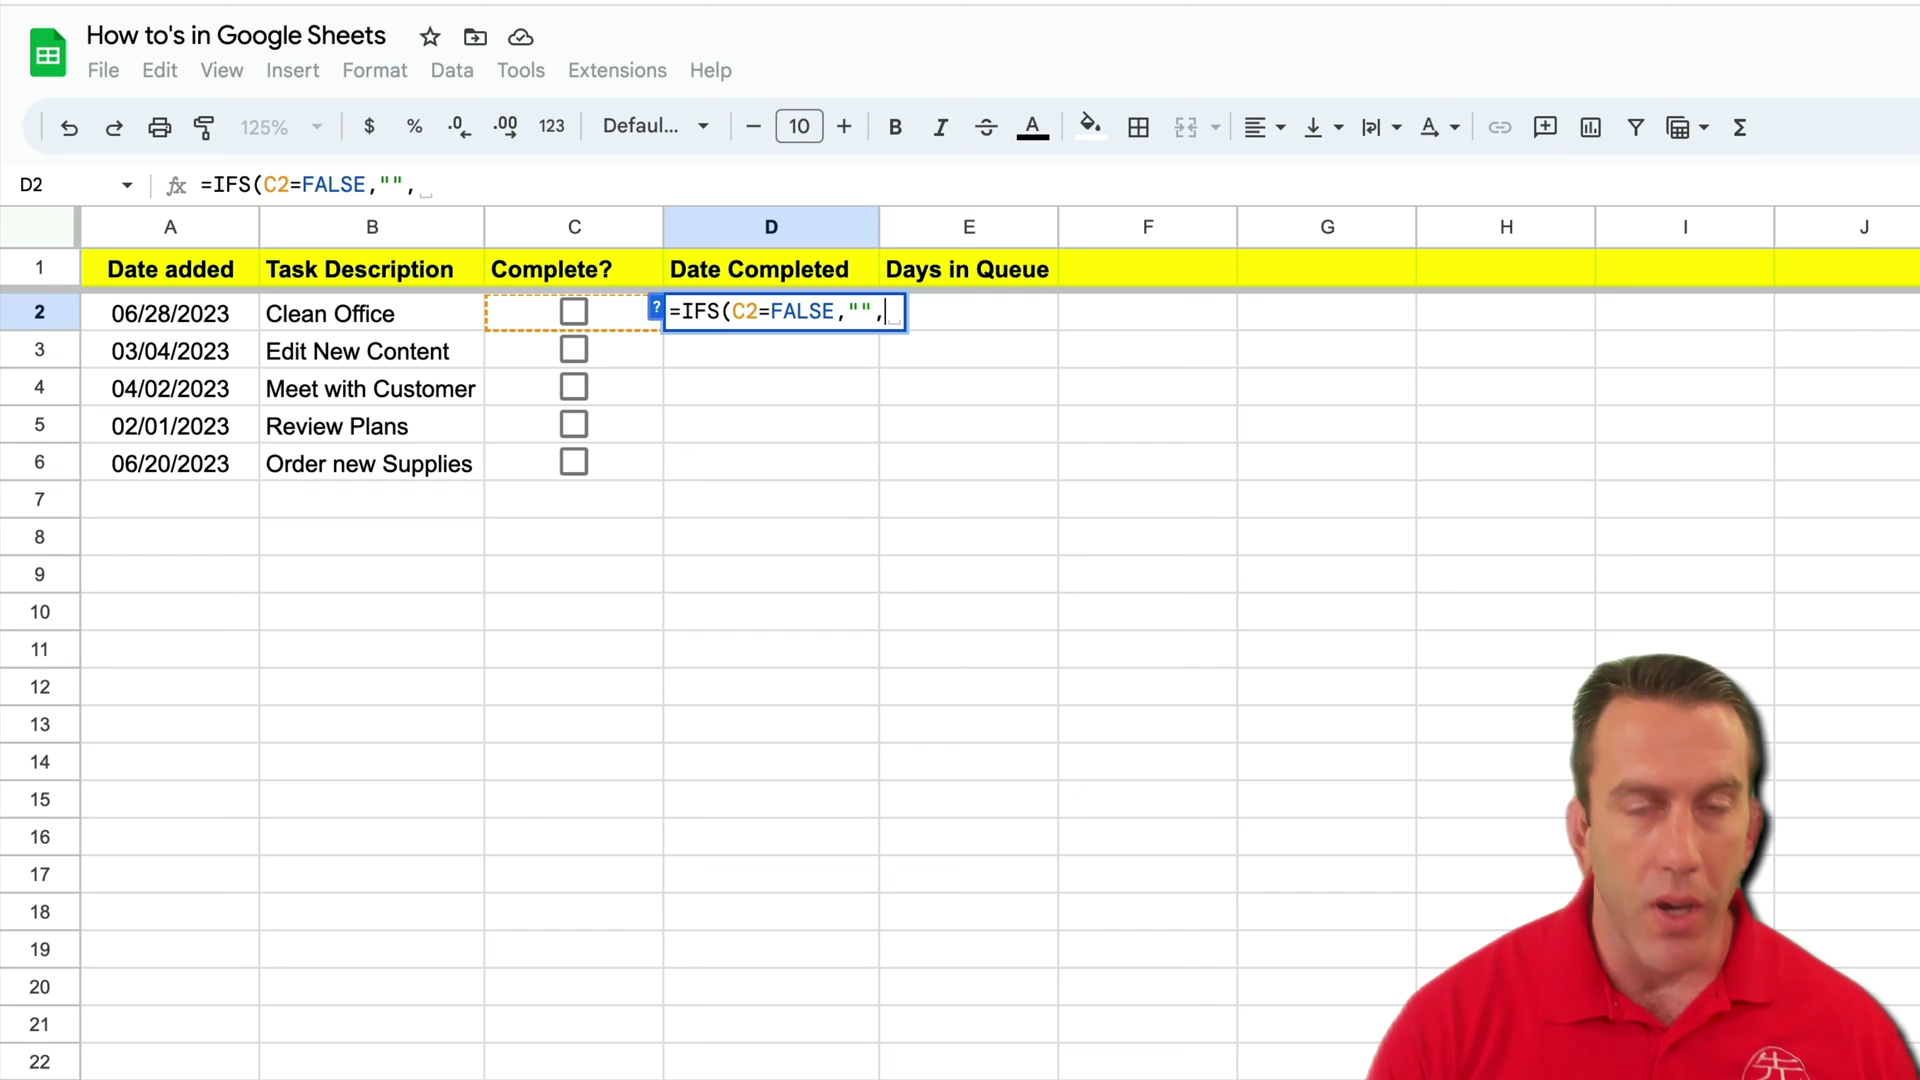 How to's in Google Sheets
File Edit View Insert Format Data Tools Extensions Help
125% $ % .0 .00 123 Defaul... 10 B I A A Σ
D2 fx =IFS(C2=FALSE,"",
A B C D E F G H I J
1 Date added Task Description Complete? Date Completed Days in Queue
2 06/28/2023 Clean Office ? =IFS(C2=FALSE,"",
3 03/04/2023 Edit New Content
4 04/02/2023 Meet with Customer
5 02/01/2023 Review Plans
6 06/20/2023 Order new Supplies
7
8
9
10
11
12
13
14
15
16
17
18
19
20
21
22